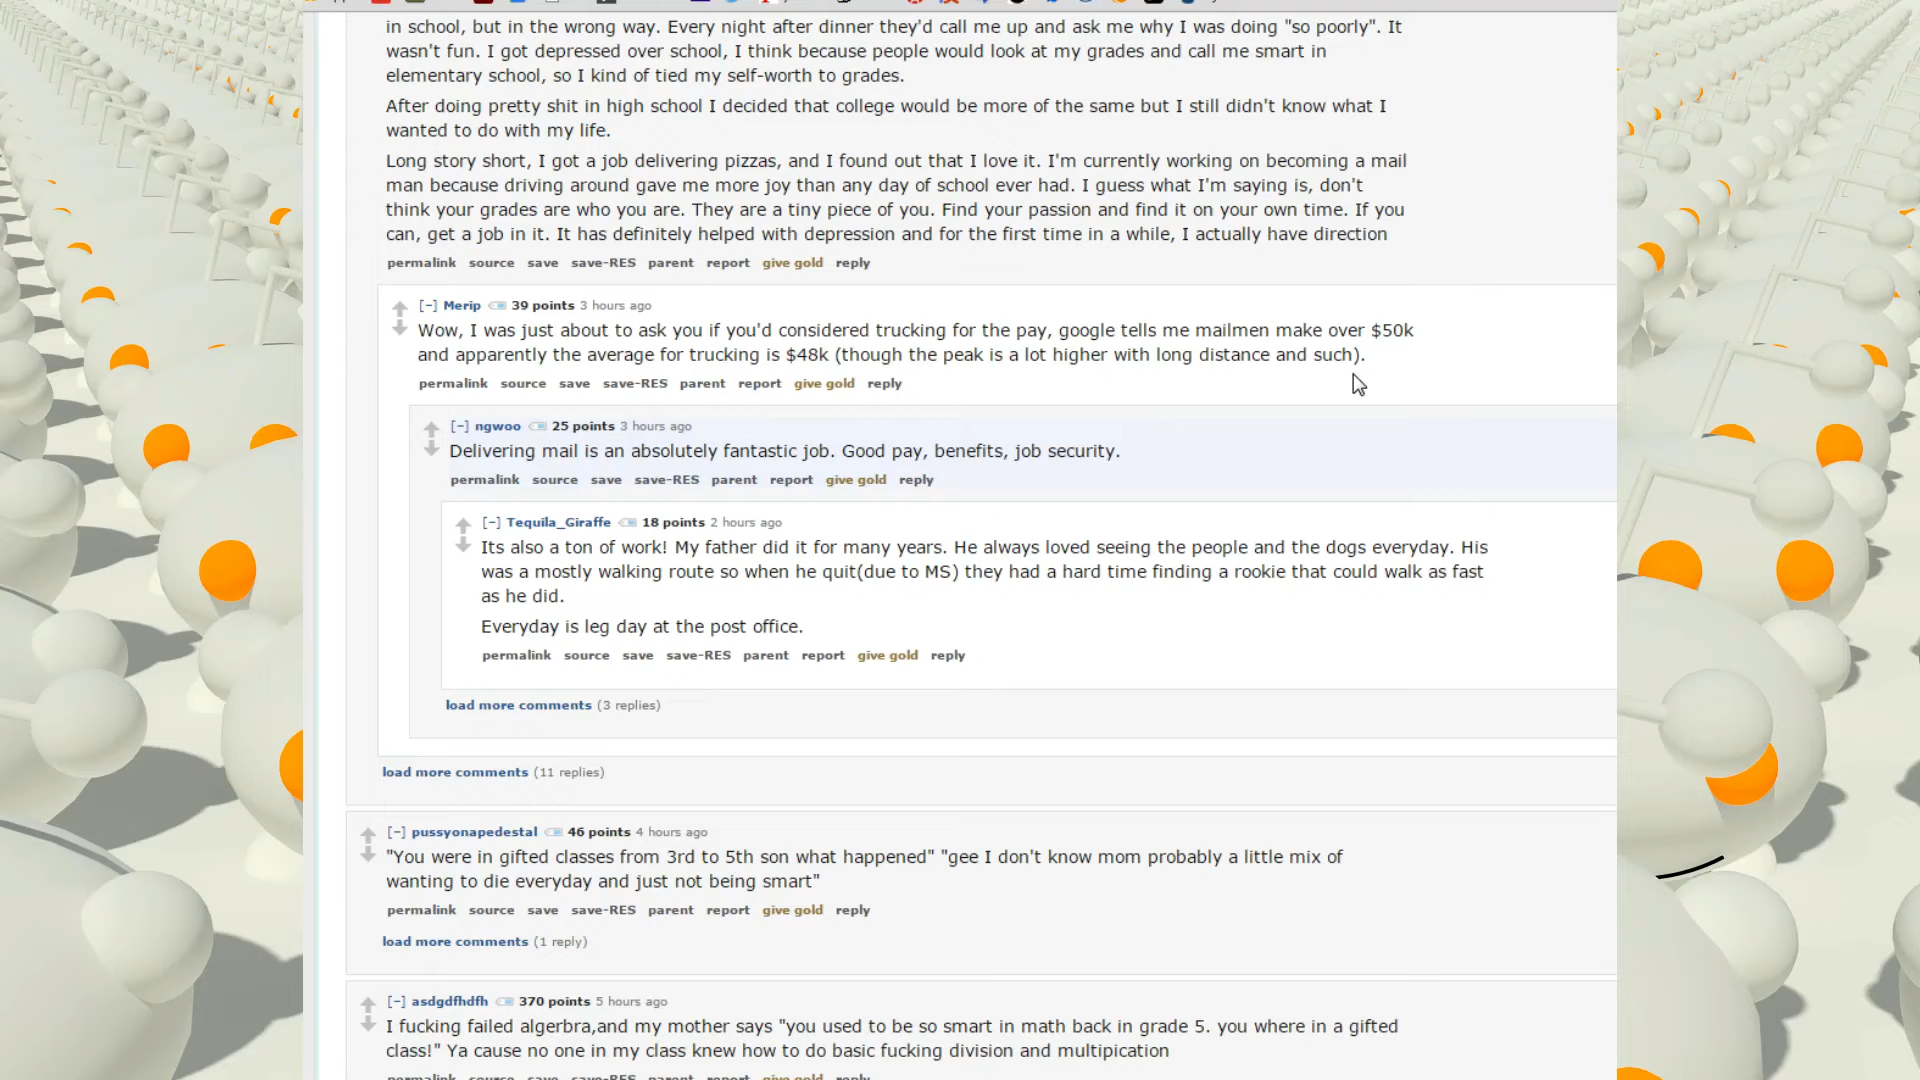 in school, but in the wrong way. Every night after dinner they'd call me up and ask me why I was doing "so poorly". It
wasn't fun. I got depressed over school, I think because people would look at my grades and call me smart in
elementary school, so I kind of tied my self-worth to grades.
After doing pretty shit in high school I decided that college would be more of the same but I still didn't know what I
wanted to do with my life.
Long story short, I got a job delivering pizzas, and I found out that I love it. I'm currently working on becoming a mail
man because driving around gave me more joy than any day of school ever had. I guess what I'm saying is, don't
think your grades are who you are. They are a tiny piece of you. Find your passion and find it on your own time. If you
can, get a job in it. It has definitely helped with depression and for the first time in a while, I actually have direction
permalink source save save-RES parent report give gold reply
[-] Merip 39 points 3 hours ago
Wow, I was just about to ask you if you'd considered trucking for the pay, google tells me mailmen make over $50k
and apparently the average for trucking is $48k (though the peak is a lot higher with long distance and such).
permalink source save save-RES parent report give gold reply
[-] ngwoo 25 points 3 hours ago
Delivering mail is an absolutely fantastic job. Good pay, benefits, job security.
permalink source save save-RES parent report give gold reply
[-] Tequila_Giraffe 18 points 2 hours ago
Its also a ton of work! My father did it for many years. He always loved seeing the people and the dogs everyday. His
was a mostly walking route so when he quit(due to MS) they had a hard time finding a rookie that could walk as fast
as he did.
Everyday is leg day at the post office.
permalink source save save-RES parent report give gold reply
load more comments (3 replies)
load more comments (11 replies)
[-] pussyonapedestal 46 points 4 hours ago
"You were in gifted classes from 3rd to 5th son what happened" "gee I don't know mom probably a little mix of
wanting to die everyday and just not being smart"
permalink source save save-RES parent report give gold reply
load more comments (1 reply)
[-] asdgdfhdfh 370 points 5 hours ago
I fucking failed algerbra,and my mother says "you used to be so smart in math back in grade 5. you where in a gifted
class!" Ya cause no one in my class knew how to do basic fucking division and multipication
permalink source save save-RES parent report give gold reply